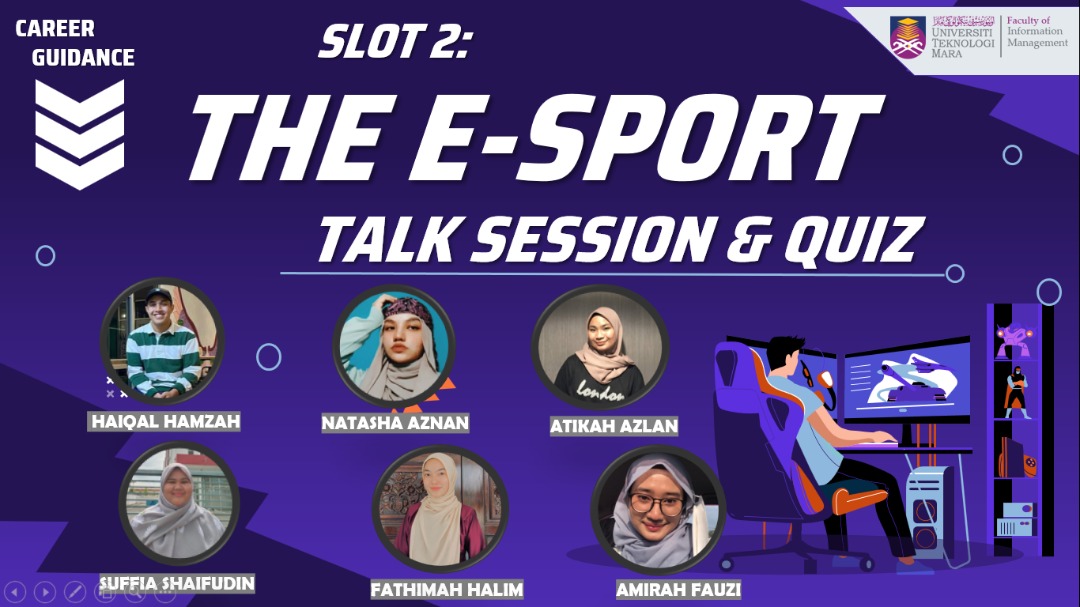 CAREER
GUIDANCE
SLOT 2:
THE E-SPORT
TALK SESSION & QUIZ
UNIVERSITI
TEKNOLOGI
MARA
Faculty of
Information
Management
london
HAIQAL HAMZAH
NATASHA AZNAN
ATIKAH AZLAN
SUFFIA SHAIFUDIN
FATHIMAH HALIM
AMIRAH FAUZI